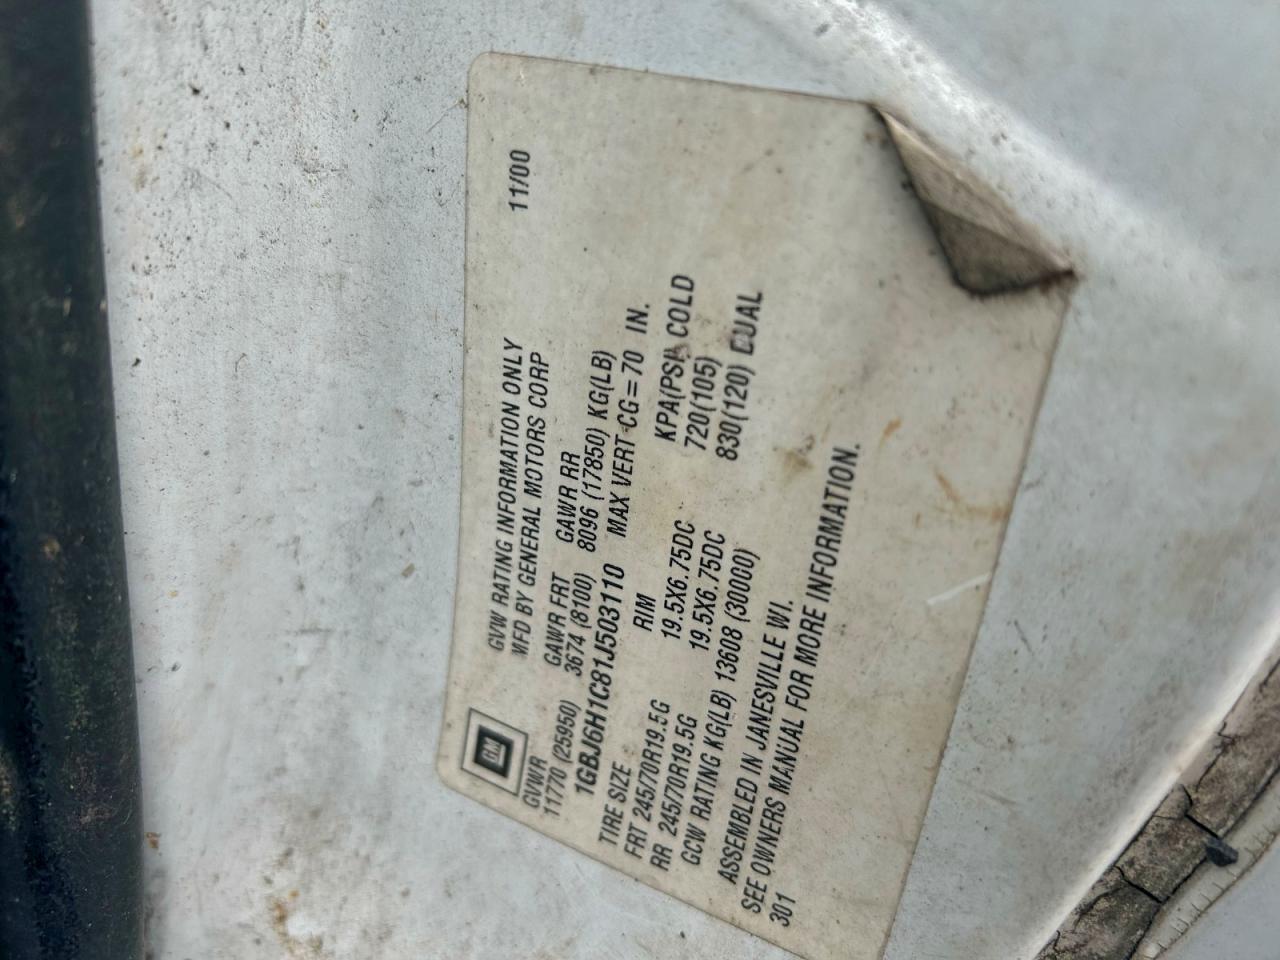 GM
GVW RATING INFORMATION ONLY 11/00
MFD BY GENERAL MOTORS CORP
GVWR GAWR FRT GAWR RR
11770 (25950) 3674 (8100) 8096 (17850) KG(LB)
1GBJ6H1C81J503110 MAX VERT CG=70 IN.
TIRE SIZE RIM KPA(PSI) COLD
FRT 245/70R19.5G 19.5X6.75DC 720(105)
RR 245/70R19.5G 19.5X6.75DC 830(120) DUAL
GCW RATING KG(LB) 13608 (30000)
ASSEMBLED IN JANESVILLE WI.
SEE OWNERS MANUAL FOR MORE INFORMATION.
301